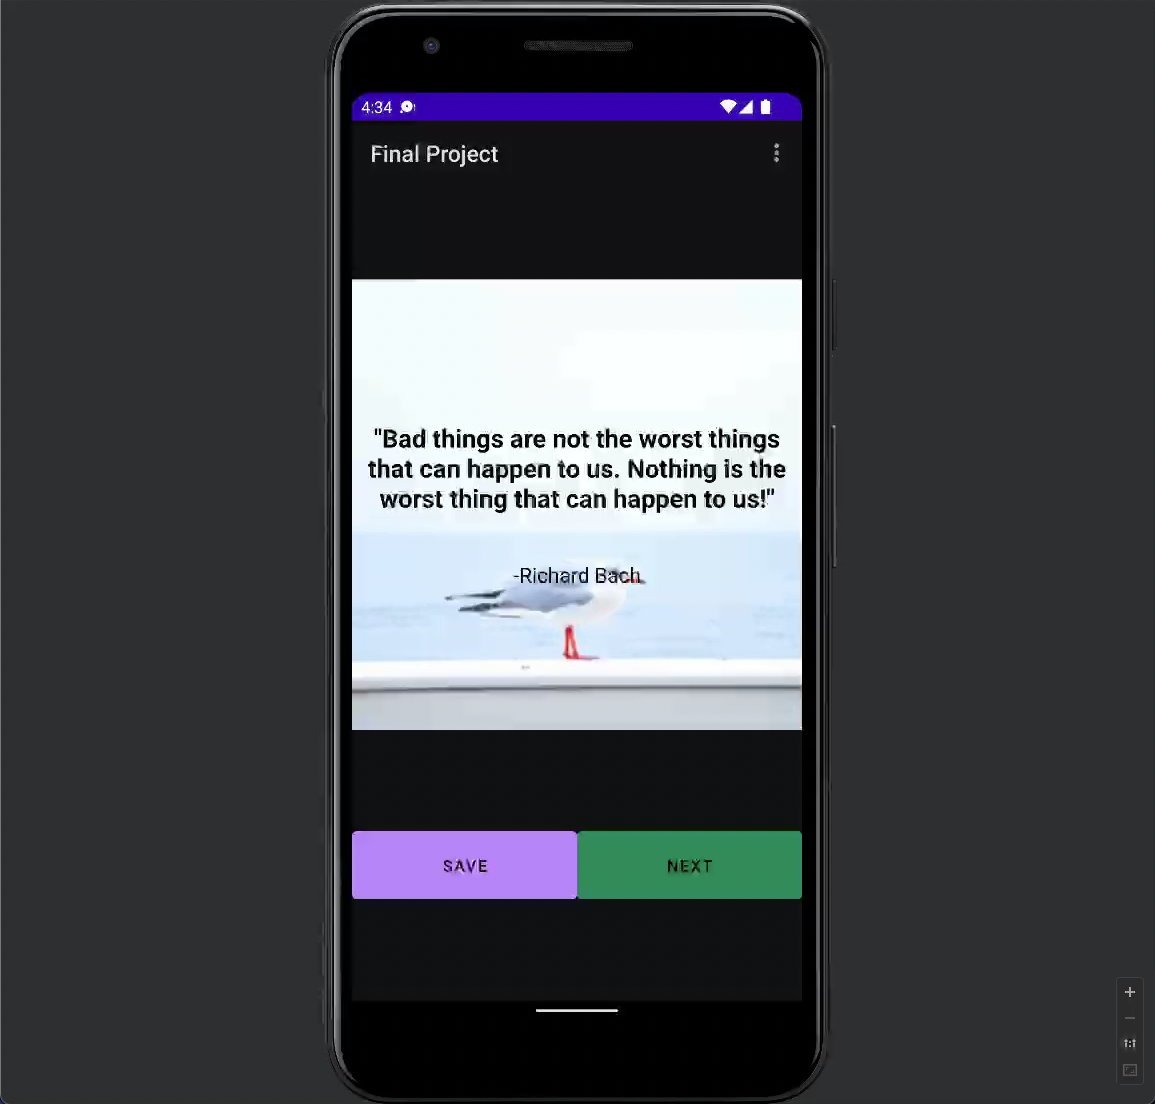 4:34
Final Project
"Bad things are not the worst things
that can happen to us. Nothing is the
worst thing that can happen to us!"
-Richard Bach
SAVE
NEXT
1:1